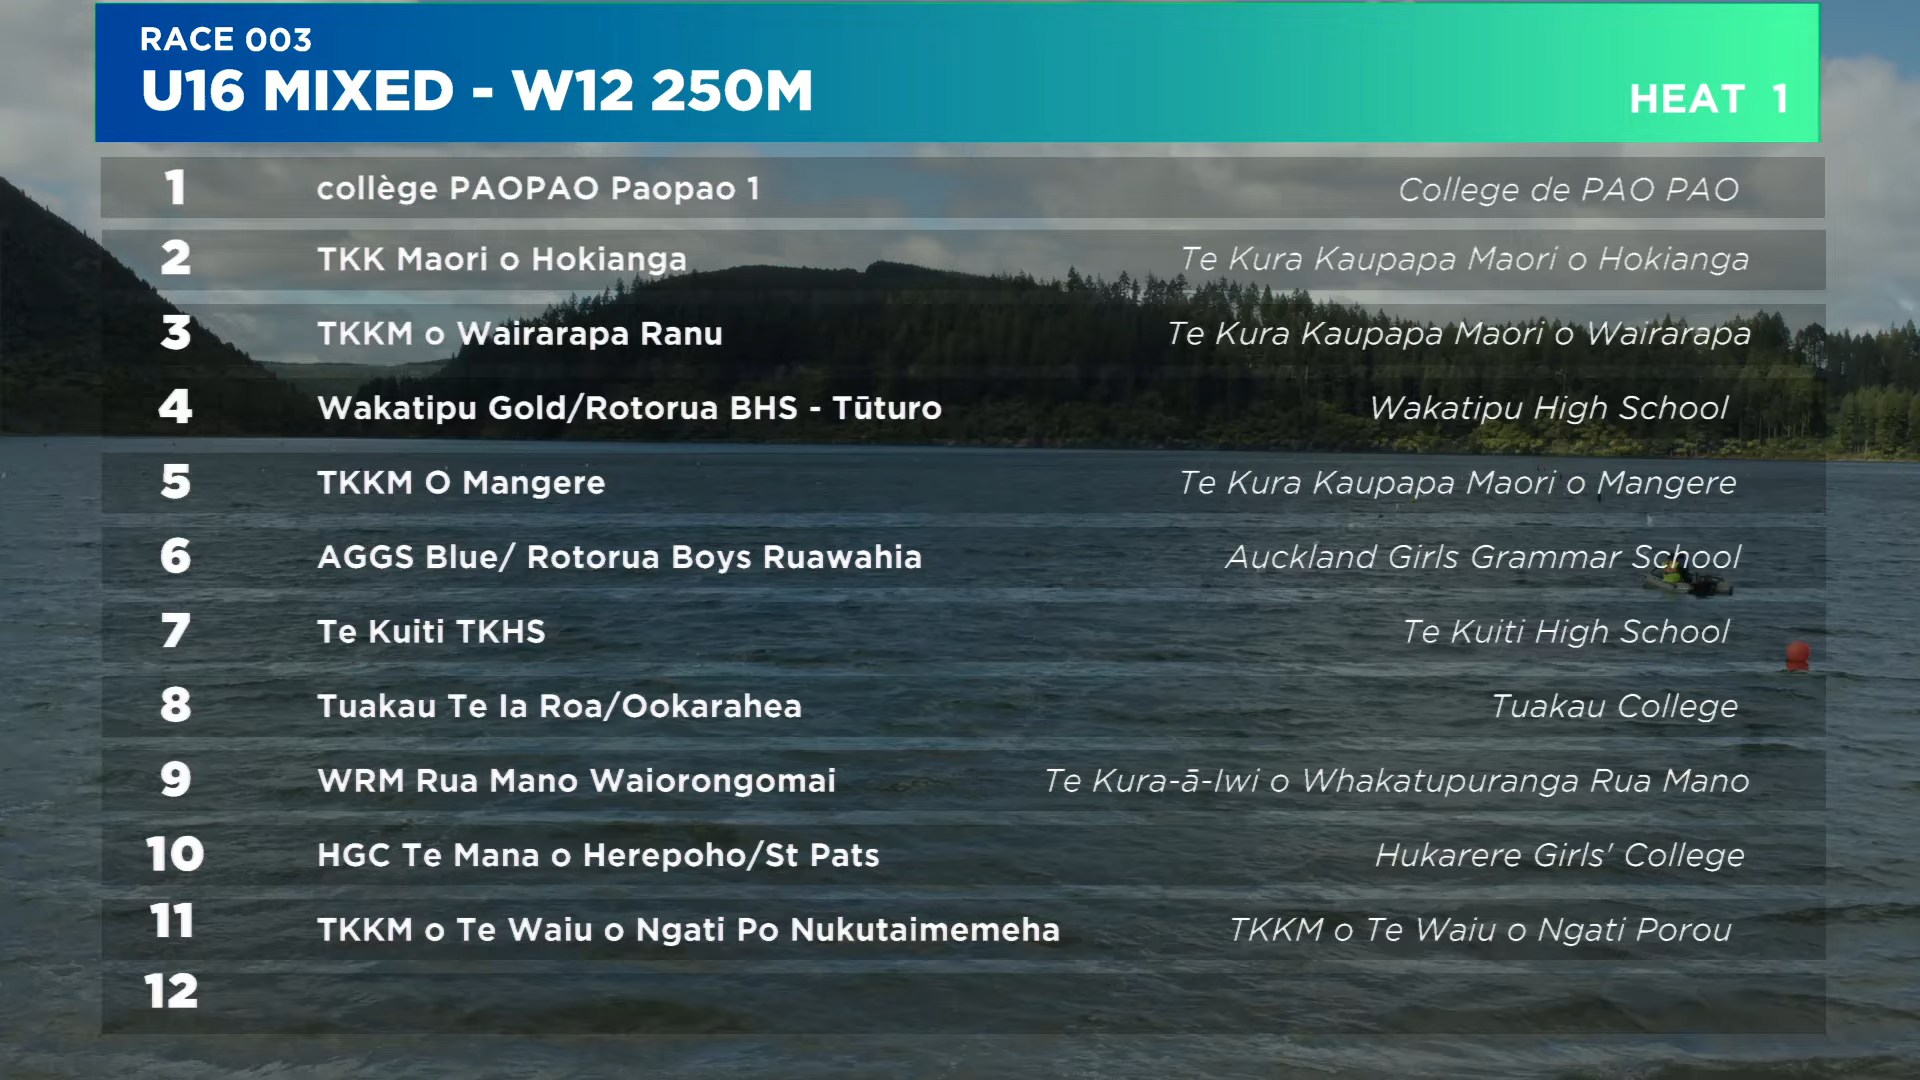 RACE 003
U16 MIXED - W12 250M
HEAT 1
1 collège PAOPAO Paopao 1 College de PAO PAO
2 TKK Maori o Hokianga Te Kura Kaupapa Maori o Hokianga
3 TKKM o Wairarapa Ranu Te Kura Kaupapa Maori o Wairarapa
4 Wakatipu Gold/Rotorua BHS - Tūturo Wakatipu High School
5 TKKM O Mangere Te Kura Kaupapa Maori o Mangere
6 AGGS Blue/ Rotorua Boys Ruawahia Auckland Girls Grammar School
7 Te Kuiti TKHS Te Kuiti High School
8 Tuakau Te Ia Roa/Ookarahea Tuakau College
9 WRM Rua Mano Waiorongomai Te Kura-ā-Iwi o Whakatupuranga Rua Mano
10 HGC Te Mana o Herepoho/St Pats Hukarere Girls' College
11 TKKM o Te Waiu o Ngati Po Nukutaimemeha TKKM o Te Waiu o Ngati Porou
12